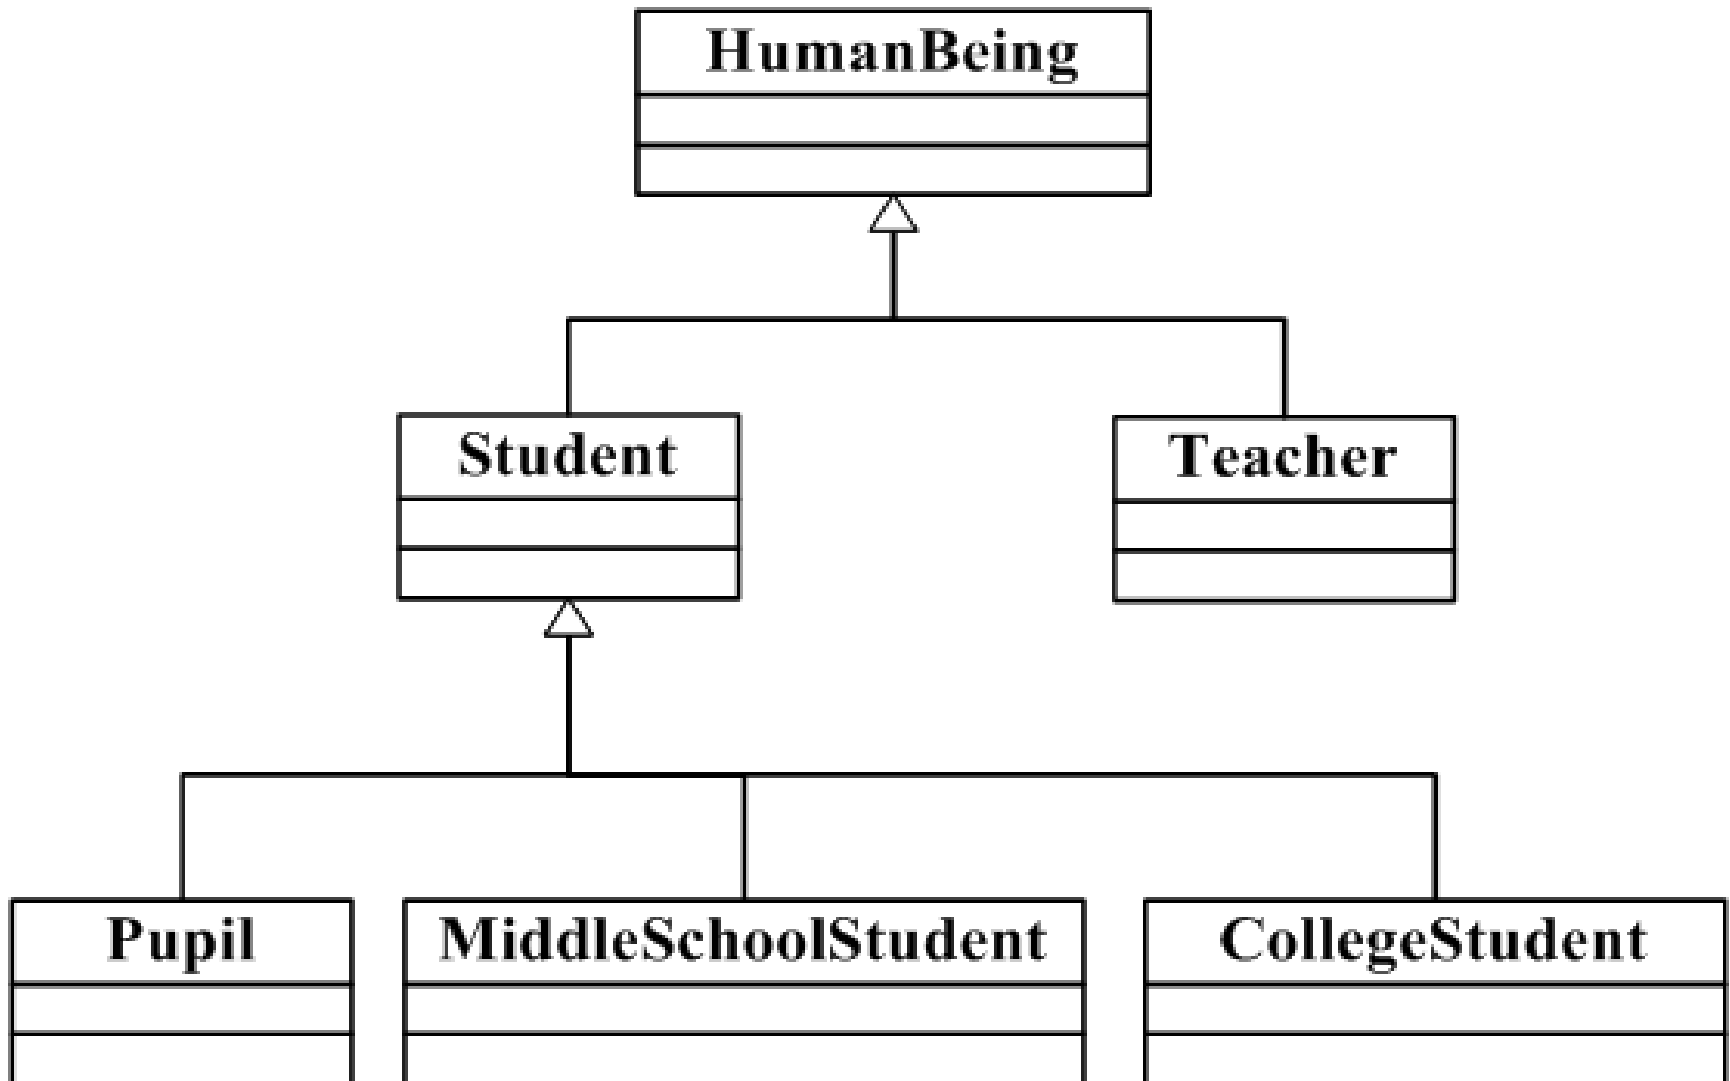 HumanBeing
Student
Teacher
Pupil
MiddleSchoolStudent
CollegeStudent